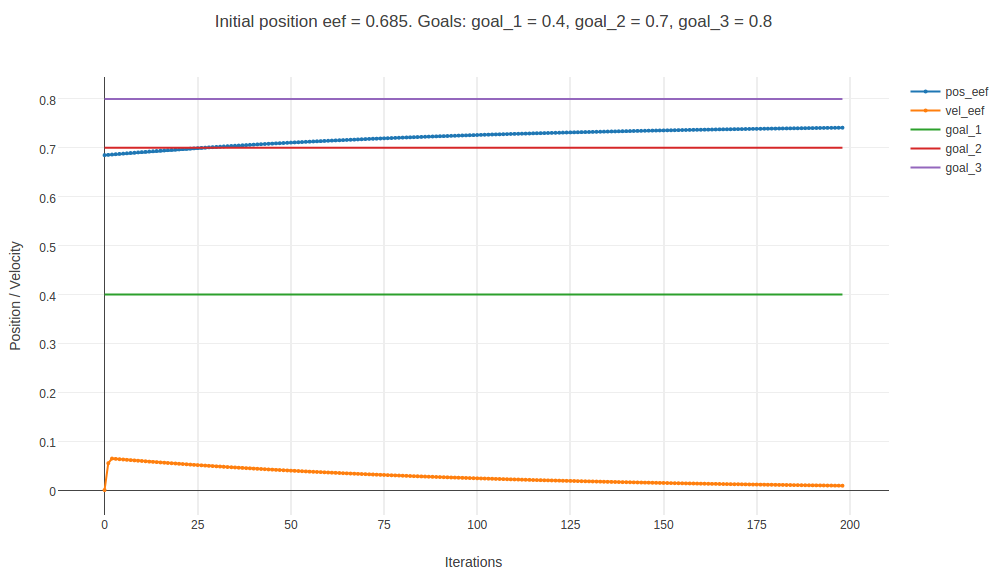 Initial position eef = 0.685. Goals: goal_1 = 0.4, goal_2 = 0.7, goal_3 = 0.8
pos_eef
vel_eef
goal_1
goal_2
goal_3
Position / Velocity
0.8
0.7
0.6
0.5
0.4
0.3
0.2
0.1
0
0 25 50 75 100 125 150 175 200
Iterations